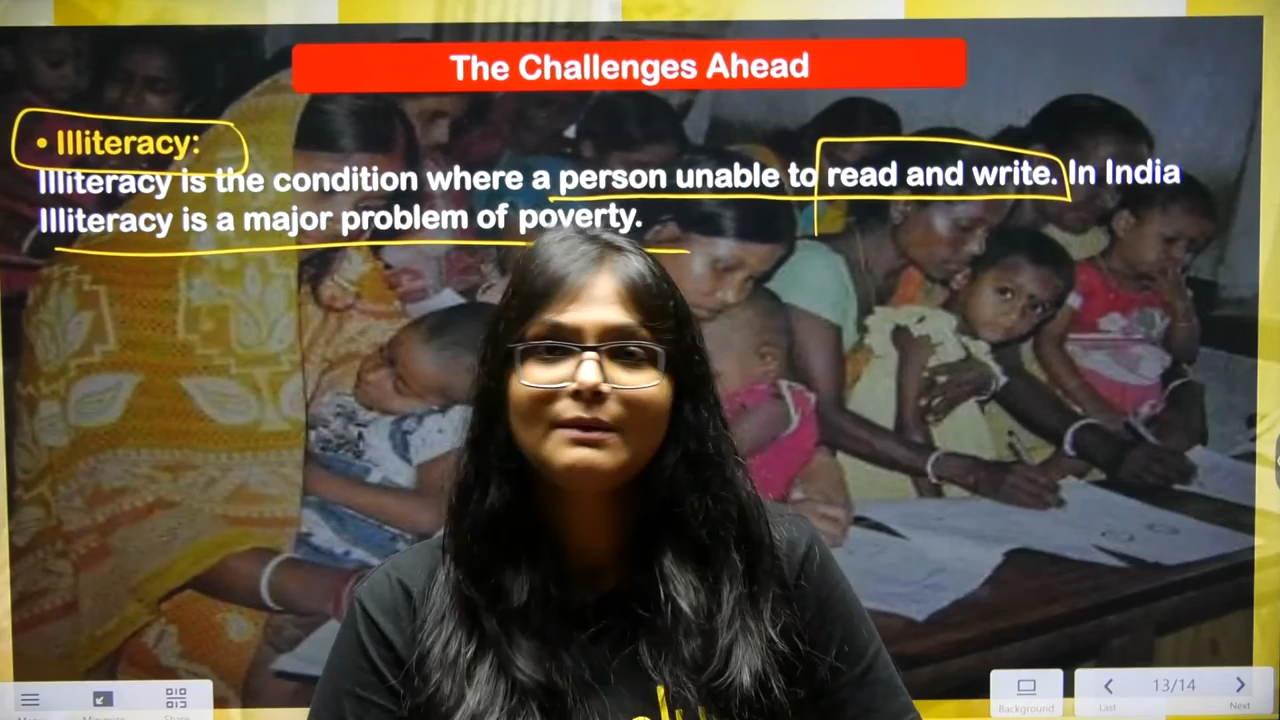 The Challenges Ahead
• Illiteracy:
Illiteracy is the condition where a person unable to read and write. In India
Illiteracy is a major problem of poverty.
Background
13/14
Last
Next
Share